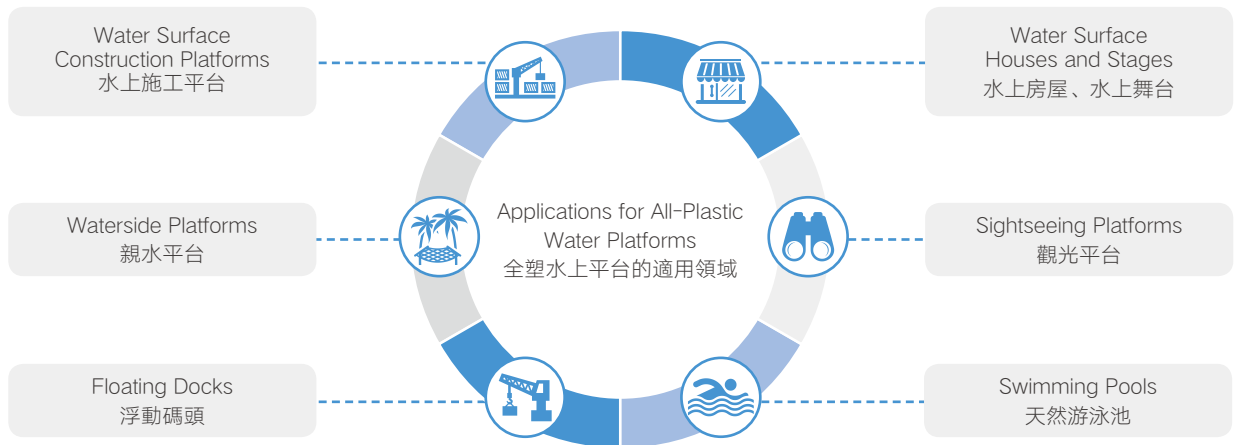 Water Surface
Construction Platforms
水上施工平台
Water Surface
Houses and Stages
水上房屋、水上舞台
Waterside Platforms
親水平台
Applications for All-Plastic
Water Platforms
全塑水上平台的適用領域
Sightseeing Platforms
觀光平台
Floating Docks
浮動碼頭
Swimming Pools
天然游泳池